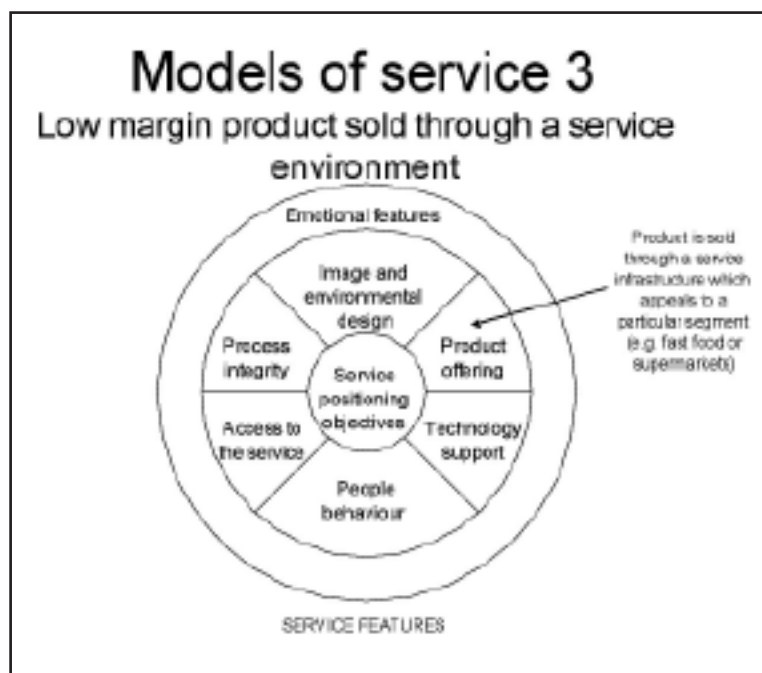 Models of service 3
Low margin product sold through a service
environment
Emotional features
Image and
environmental
design
Product is sold
through a service
infrastructure which
appeals to a
particular segment
(e.g. fast food or
supermarkets)
Process
integrity
Product
offering
Service
positioning
objectives
Access to
the service
Technology
support
People
behaviour
SERVICE FEATURES